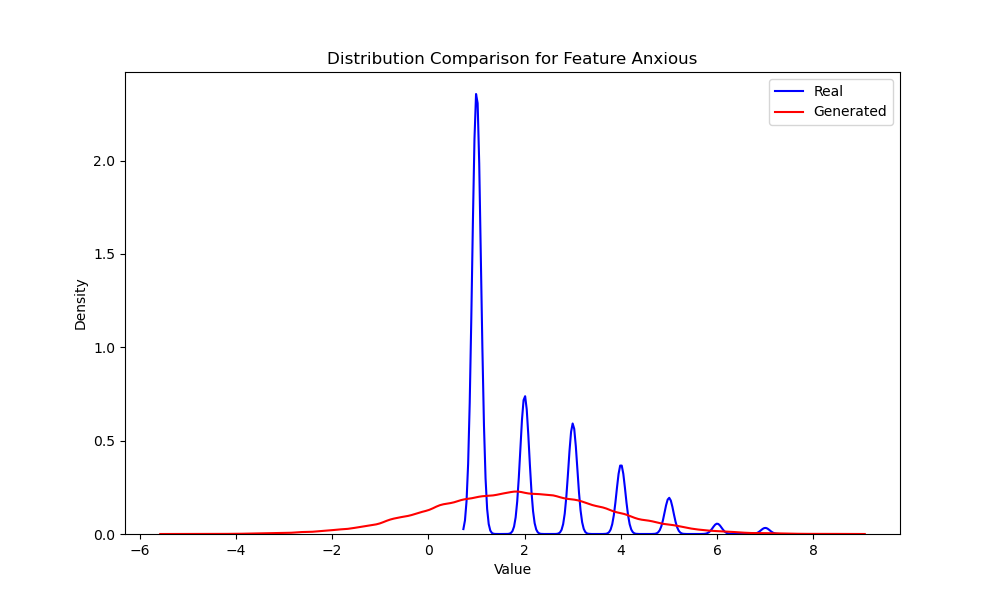 Distribution Comparison for Feature Anxious
Real
Generated
Density
2.0
1.5
1.0
0.5
0.0
−6
−4
−2
0
2
4
6
8
Value